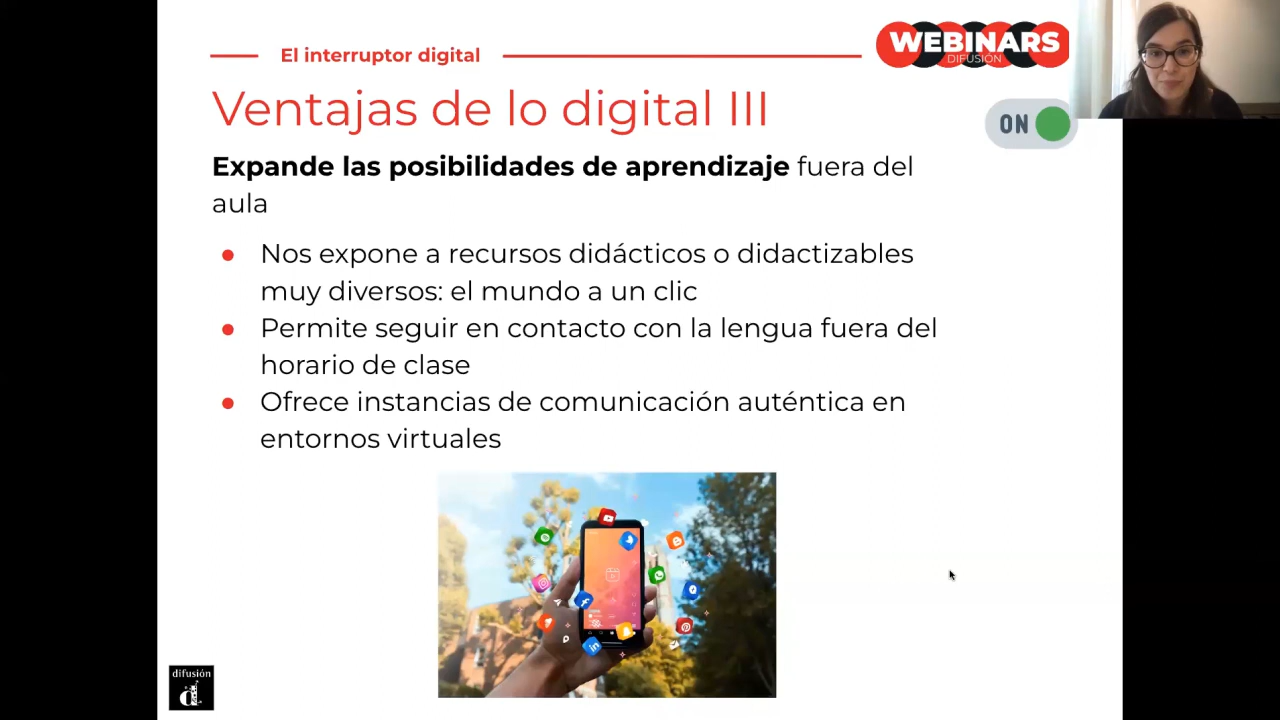 El interruptor digital
WEBINARS
DIFUSIÓN
Ventajas de lo digital III
ON
Expande las posibilidades de aprendizaje fuera del
aula
● Nos expone a recursos didácticos o didactizables
muy diversos: el mundo a un clic
● Permite seguir en contacto con la lengua fuera del
horario de clase
● Ofrece instancias de comunicación auténtica en
entornos virtuales
in
difusión